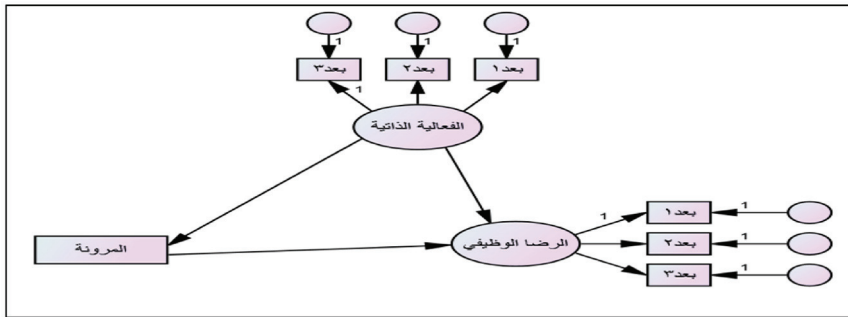 1 1 1
بعد١ بعد٢ بعد٣
1
الفعالية الذاتية
بعد١ 1 1
الرضا الوظيفي بعد٢ 1
المرونة
بعد٣ 1